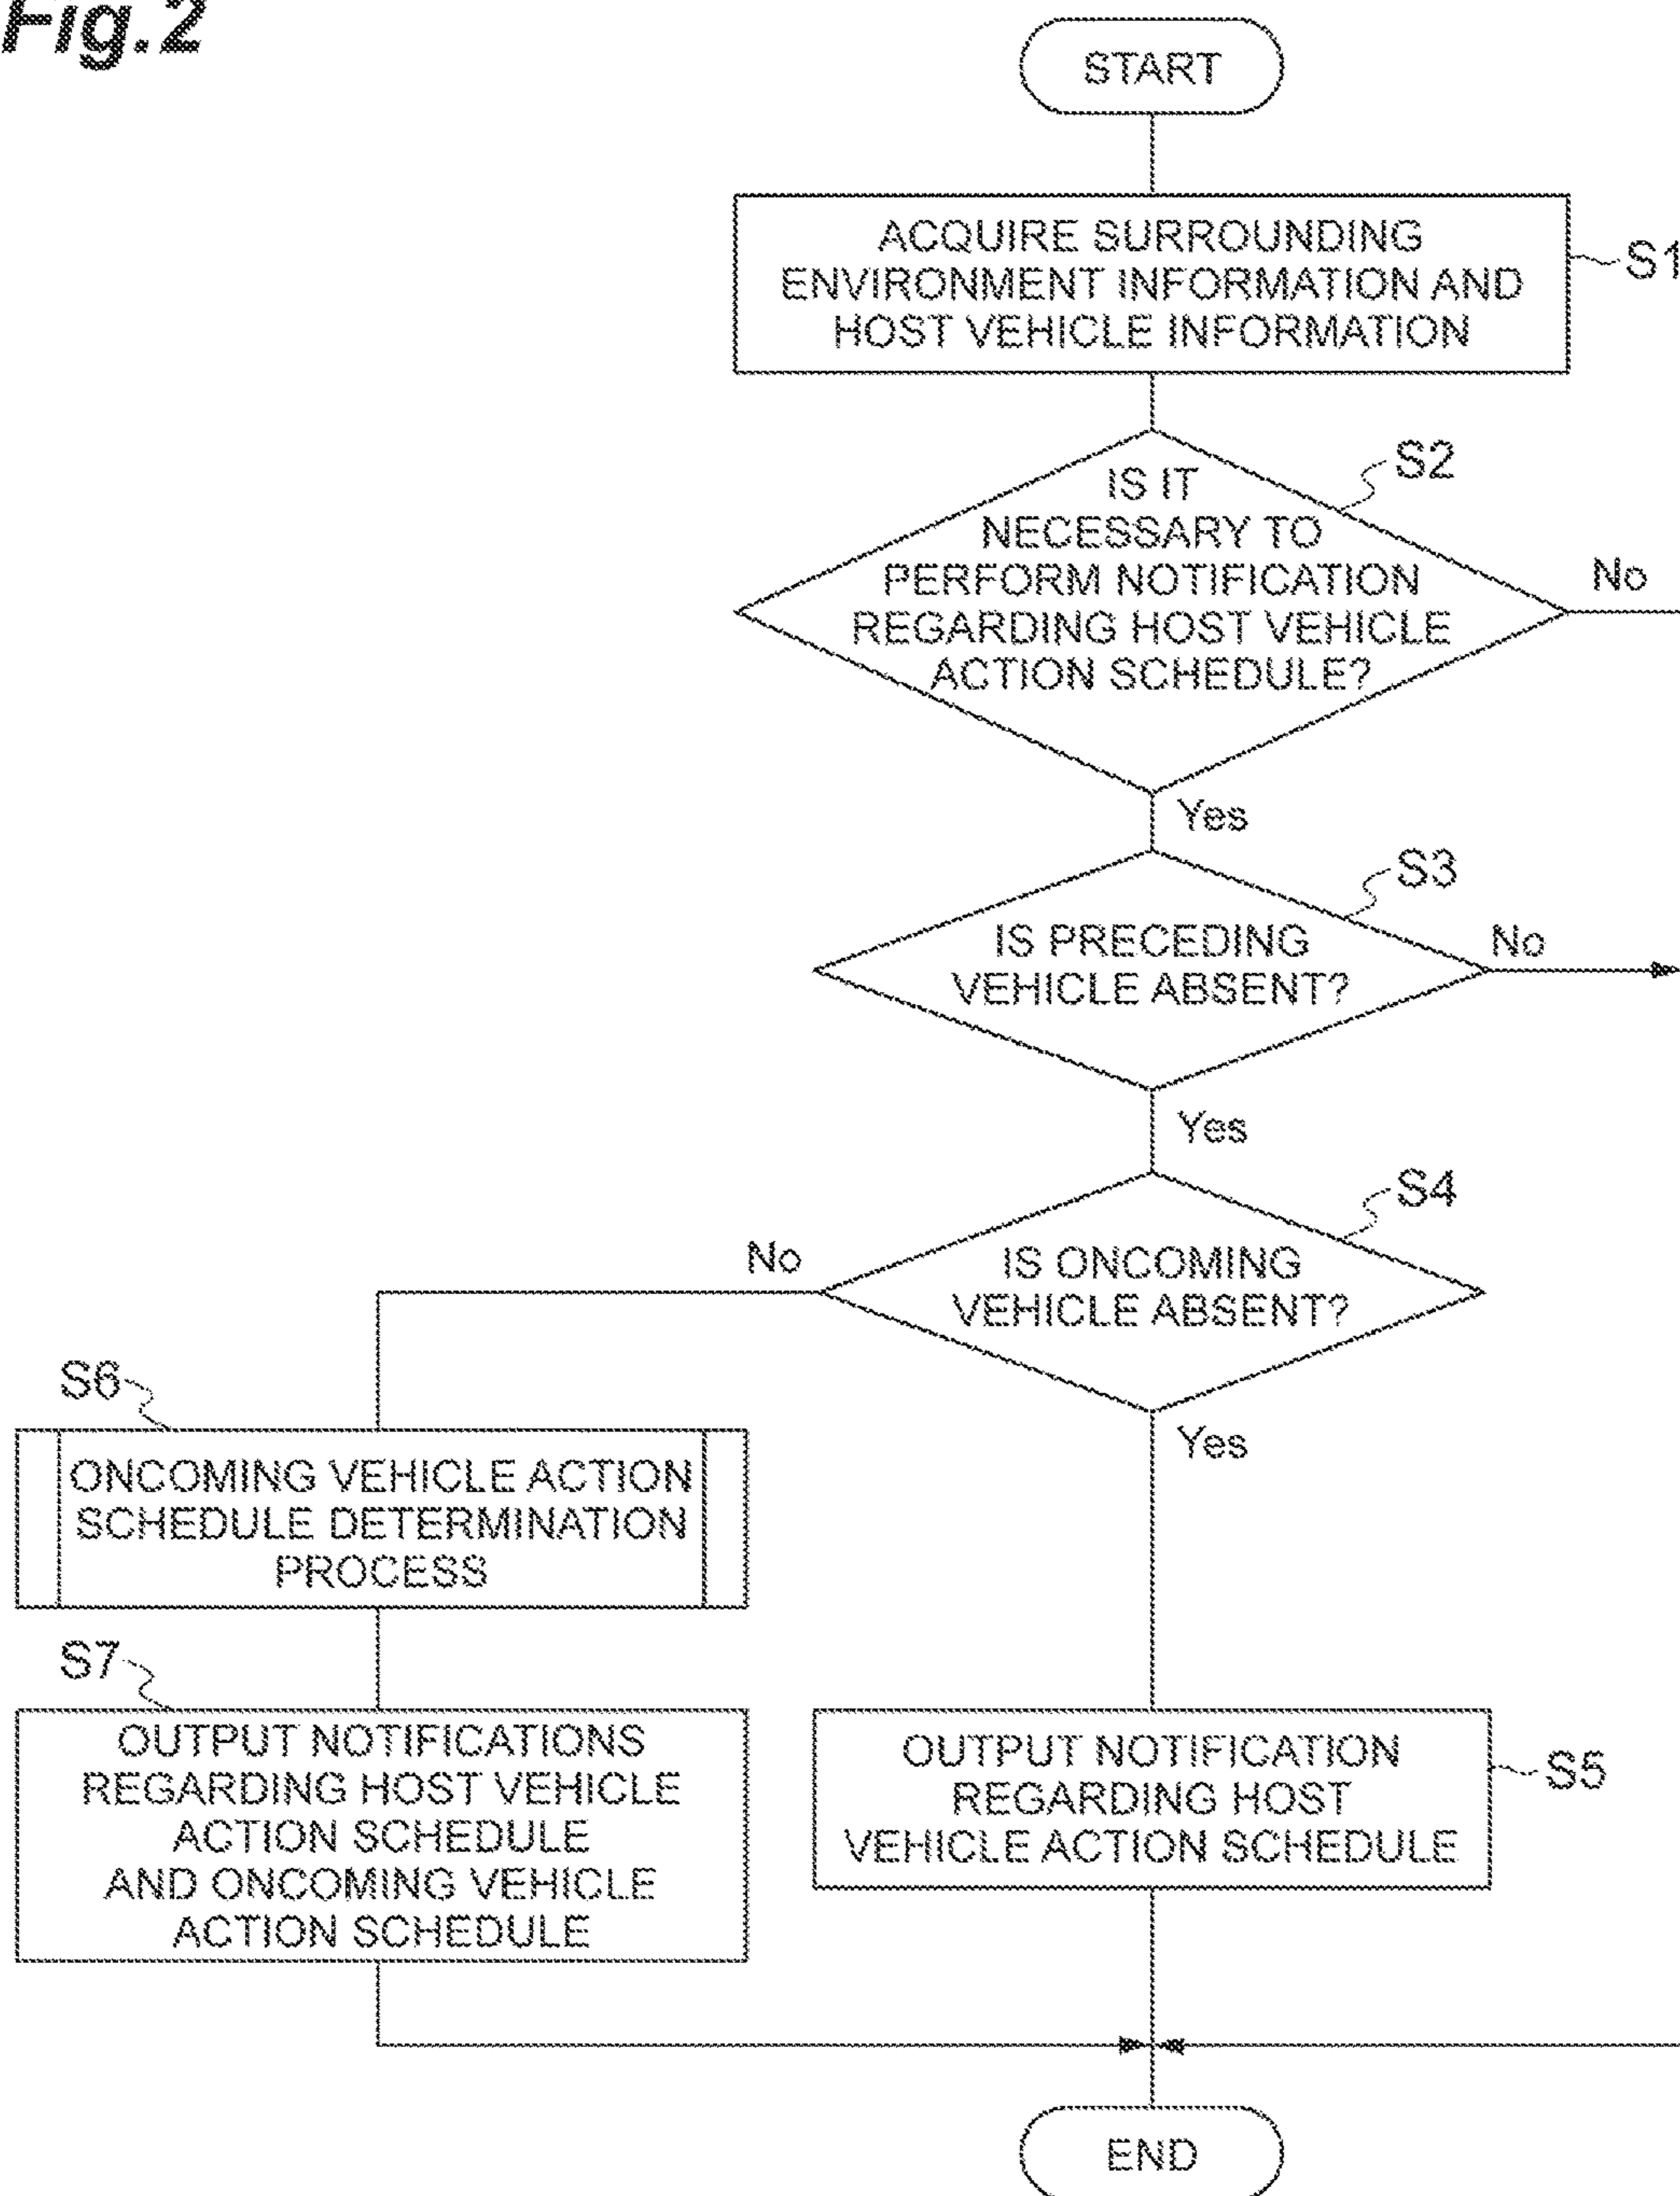 Fig.2
START
ACQUIRE SURROUNDING
ENVIRONMENT INFORMATION AND
HOST VEHICLE INFORMATION
S1
S2
IS IT
NECESSARY TO
PERFORM NOTIFICATION
REGARDING HOST VEHICLE
ACTION SCHEDULE?
No
Yes
S3
IS PRECEDING
VEHICLE ABSENT?
No
Yes
S4
IS ONCOMING
VEHICLE ABSENT?
No
Yes
S6
ONCOMING VEHICLE ACTION
SCHEDULE DETERMINATION
PROCESS
S7
OUTPUT NOTIFICATIONS
REGARDING HOST VEHICLE
ACTION SCHEDULE
AND ONCOMING VEHICLE
ACTION SCHEDULE
OUTPUT NOTIFICATION
REGARDING HOST
VEHICLE ACTION SCHEDULE
S5
END